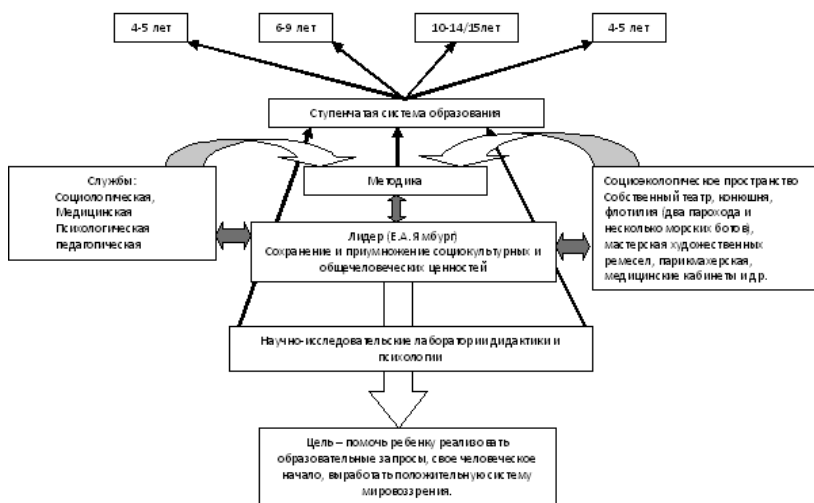 4-5 лет
6-9 лет
10-14/15лет
4-5 лет
Ступенчатая система образования
Службы:
Социологическая,
Медицинская
Психологическая
педагогическая
Методика
Социоэкологическое пространство
Собственный театр, конюшня,
флотилия (два парохода и
несколько морских ботов),
мастерская художественных
ремесел, парикмахерская,
медицинские кабинеты и др.
Лидер (Е.А.Ямбург)
Сохранение и приумножение социокультурных и
общечеловеческих ценностей
Научно-исследовательские лаборатории дидактики и
психологии
Цель – помочь ребенку реализовать
образовательные запросы, свое человеческое
начало, выработать положительную систему
мировоззрения.